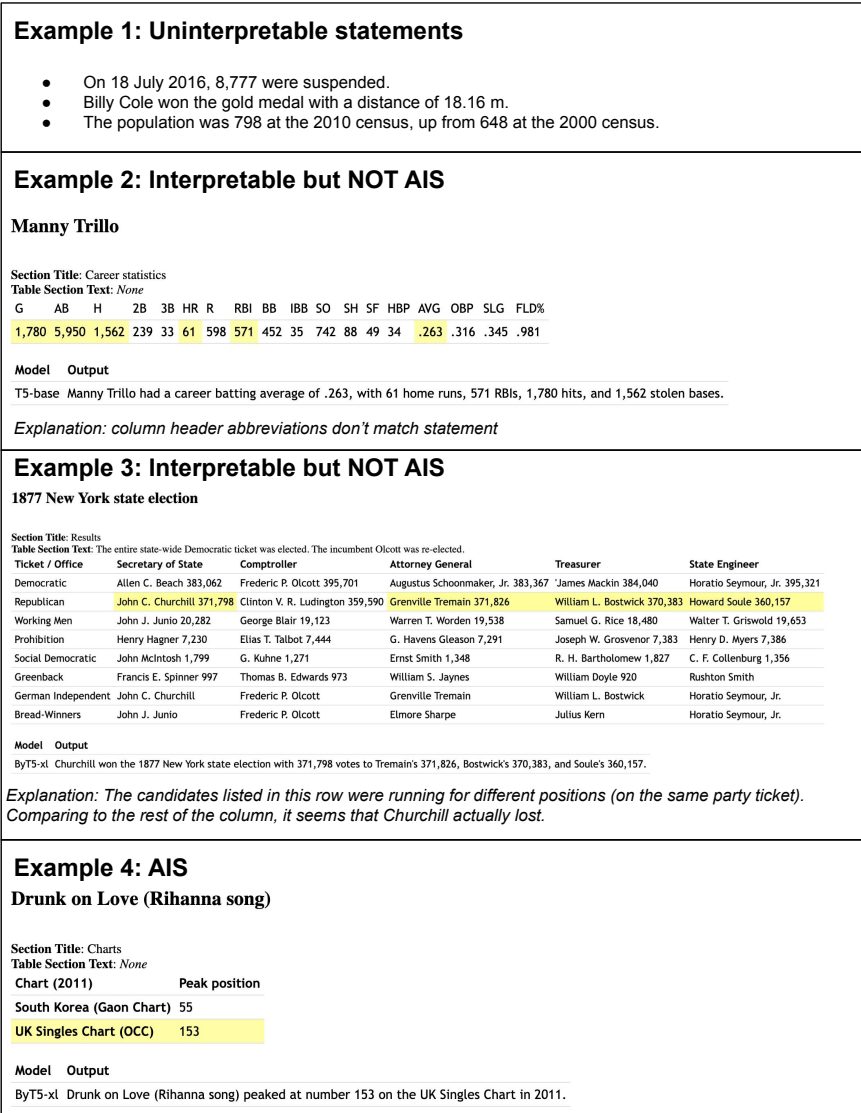 Example 1: Uninterpretable statements
● On 18 July 2016, 8,777 were suspended.
● Billy Cole won the gold medal with a distance of 18.16 m.
● The population was 798 at the 2010 census, up from 648 at the 2000 census.
Example 2: Interpretable but NOT AIS
Manny Trillo
Section Title: Career statistics
Table Section Text: None
G AB H 2B 3B HR R RBI BB IBB SO SH SF HBP AVG OBP SLG FLD%
1,780 5,950 1,562 239 33 61 598 571 452 35 742 88 49 34 .263 .316 .345 .981
Model Output
T5-base Manny Trillo had a career batting average of .263, with 61 home runs, 571 RBIs, 1,780 hits, and 1,562 stolen bases.
Explanation: column header abbreviations don't match statement
Example 3: Interpretable but NOT AIS
1877 New York state election
Section Title: Results
Table Section Text: The entire state-wide Democratic ticket was elected. The incumbent Olcott was re-elected.
Ticket / Office Secretary of State Comptroller Attorney General Treasurer State Engineer
Democratic Allen C. Beach 383,062 Frederic P. Olcott 395,701 Augustus Schoonmaker, Jr. 383,367 'James Mackin 384,040 Horatio Seymour, Jr. 395,321
Republican John C. Churchill 371,798 Clinton V. R. Ludington 359,590 Grenville Tremain 371,826 William L. Bostwick 370,383 Howard Soule 360,157
Working Men John J. Junio 20,282 George Blair 19,123 Warren T. Worden 19,538 Samuel G. Rice 18,480 Walter T. Griswold 19,653
Prohibition Henry Hagner 7,230 Elias T. Talbot 7,444 G. Havens Gleason 7,291 Joseph W. Grosvenor 7,383 Henry D. Myers 7,386
Social Democratic John McIntosh 1,799 G. Kuhne 1,271 Ernst Smith 1,348 R. H. Bartholomew 1,827 C. F. Collenburg 1,356
Greenback Francis E. Spinner 997 Thomas B. Edwards 973 William S. Jaynes William Doyle 920 Rushton Smith
German Independent John C. Churchill Frederic P. Olcott Grenville Tremain William L. Bostwick Horatio Seymour, Jr.
Bread-Winners John J. Junio Frederic P. Olcott Elmore Sharpe Julius Kern Horatio Seymour, Jr.
Model Output
ByT5-xl Churchill won the 1877 New York state election with 371,798 votes to Tremain's 371,826, Bostwick's 370,383, and Soule's 360,157.
Explanation: The candidates listed in this row were running for different positions (on the same party ticket).
Comparing to the rest of the column, it seems that Churchill actually lost.
Example 4: AIS
Drunk on Love (Rihanna song)
Section Title: Charts
Table Section Text: None
Chart (2011) Peak position
South Korea (Gaon Chart) 55
UK Singles Chart (OCC) 153
Model Output
ByT5-xl Drunk on Love (Rihanna song) peaked at number 153 on the UK Singles Chart in 2011.